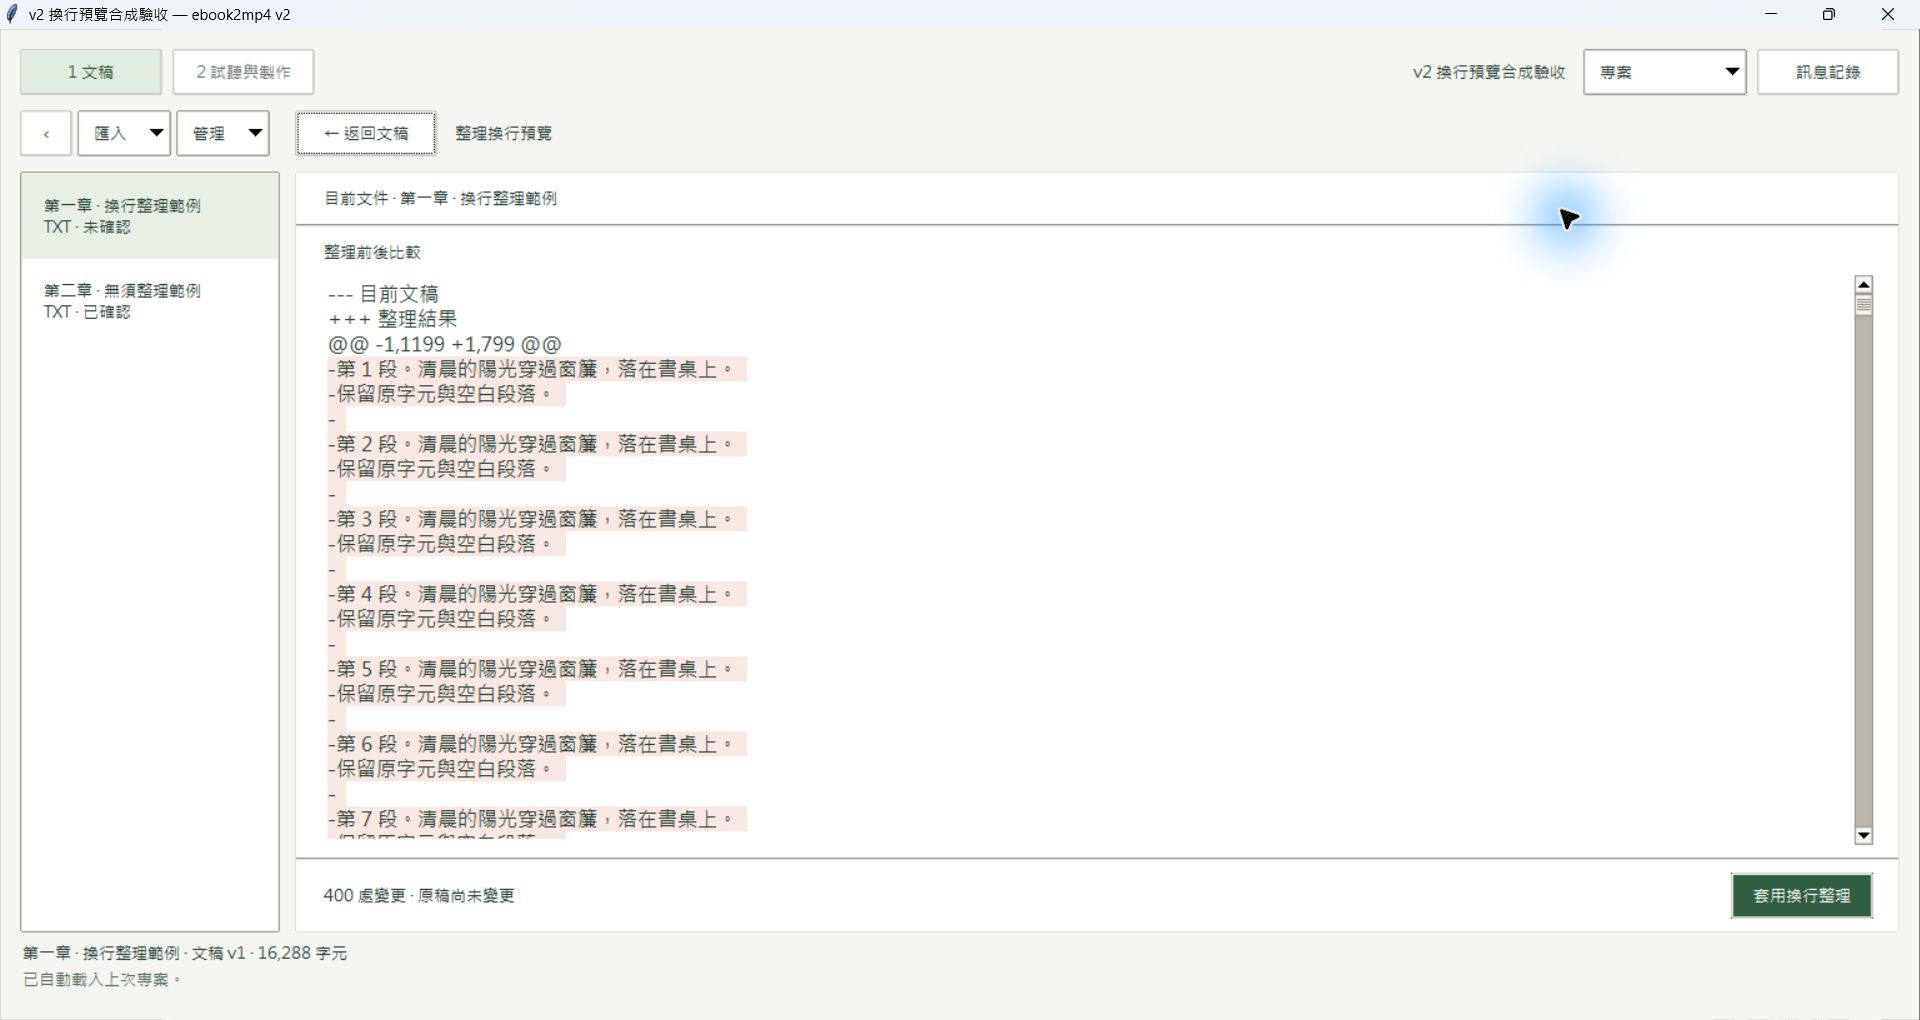 v2 換行預覽合成驗收 — ebook2mp4 v2
1 文稿
2 試聽與製作
v2 換行預覽合成驗收
專案
訊息記錄
‹
匯入
管理
← 返回文稿
整理換行預覽
第一章 · 換行整理範例
TXT · 未確認
第二章 · 無須整理範例
TXT · 已確認
目前文件 · 第一章 · 換行整理範例
整理前後比較
--- 目前文稿
+++ 整理結果
@@ -1,1199 +1,799 @@
-第 1 段。清晨的陽光穿過窗簾，落在書桌上。
-保留原字元與空白段落。
-
-第 2 段。清晨的陽光穿過窗簾，落在書桌上。
-保留原字元與空白段落。
-
-第 3 段。清晨的陽光穿過窗簾，落在書桌上。
-保留原字元與空白段落。
-
-第 4 段。清晨的陽光穿過窗簾，落在書桌上。
-保留原字元與空白段落。
-
-第 5 段。清晨的陽光穿過窗簾，落在書桌上。
-保留原字元與空白段落。
-
-第 6 段。清晨的陽光穿過窗簾，落在書桌上。
-保留原字元與空白段落。
-
-第 7 段。清晨的陽光穿過窗簾，落在書桌上。
400 處變更 · 原稿尚未變更
套用換行整理
第一章 · 換行整理範例 · 文稿 v1 · 16,288 字元
已自動載入上次專案。